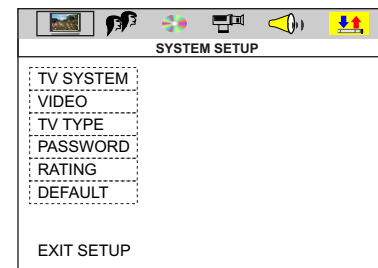 SYSTEM SETUP
TV SYSTEM
VIDEO
TV TYPE
PASSWORD
RATING
DEFAULT
EXIT SETUP